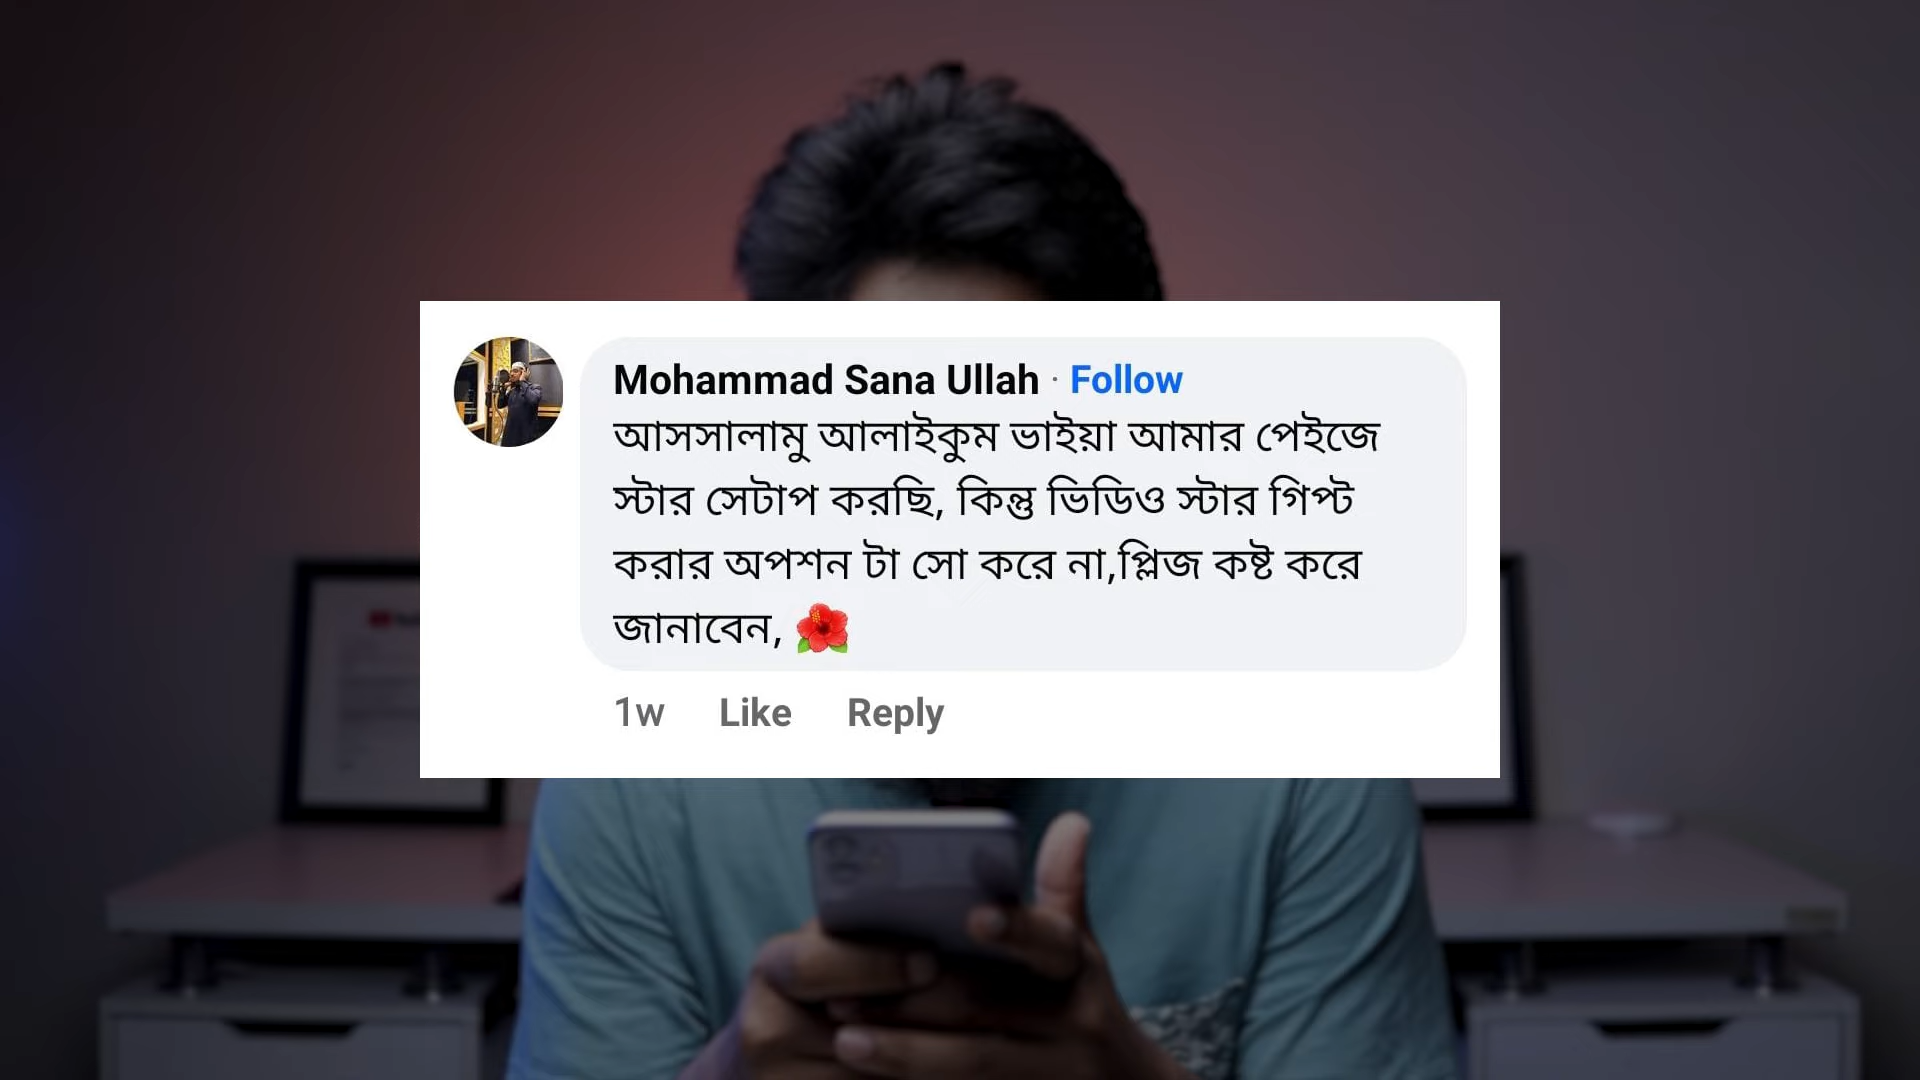 Mohammad Sana Ullah · Follow
আসসালামু আলাইকুম ভাইয়া আমার পেইজে
স্টার সেটাপ করছি, কিন্তু ভিডিও স্টার গিপ্ট
করার অপশন টা সো করে না,প্লিজ কষ্ট করে
জানাবেন, 🌺
1w Like Reply